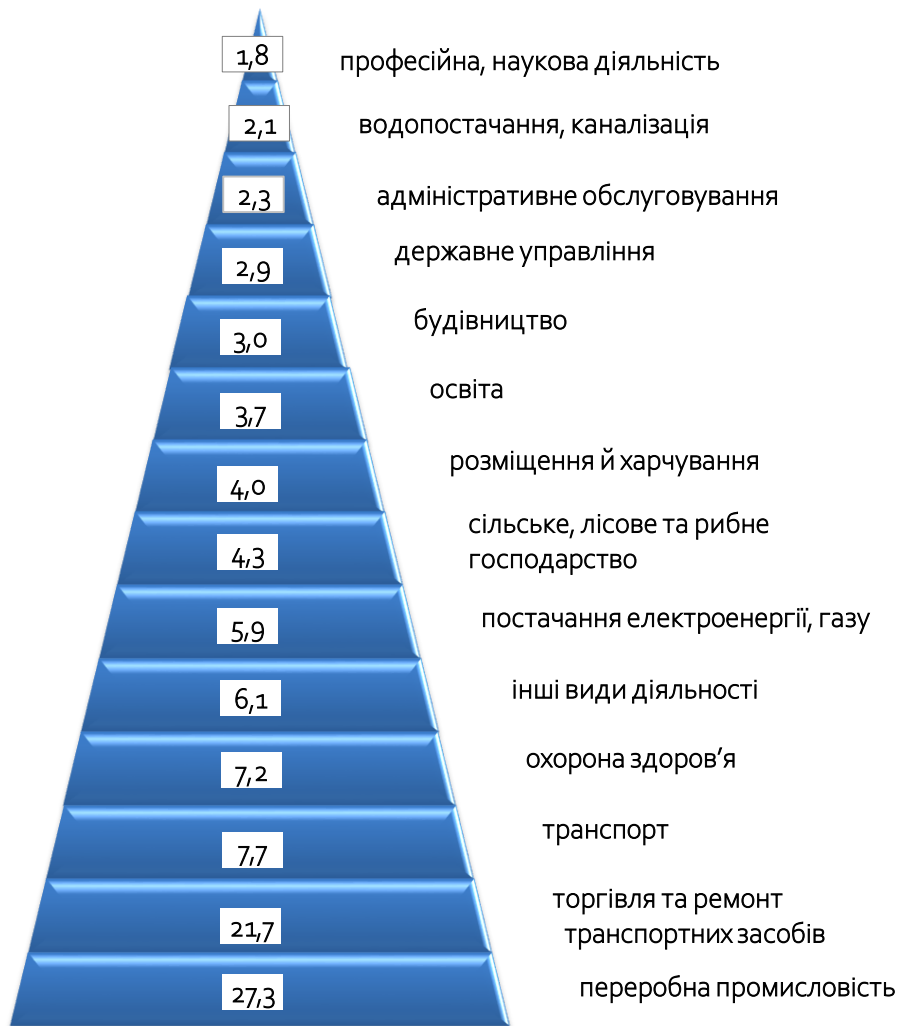 1,8
професійна, наукова діяльність
2,1
водопостачання, каналізація
2,3
адміністративне обслуговування
2,9
державне управління
3,0
будівництво
3,7
освіта
4,0
розміщення й харчування
4,3
сільське, лісове та рибне
господарство
5,9
постачання електроенергії, газу
6,1
інші види діяльності
7,2
охорона здоров’я
7,7
транспорт
21,7
торгівля та ремонт
транспортних засобів
27,3
переробна промисловість